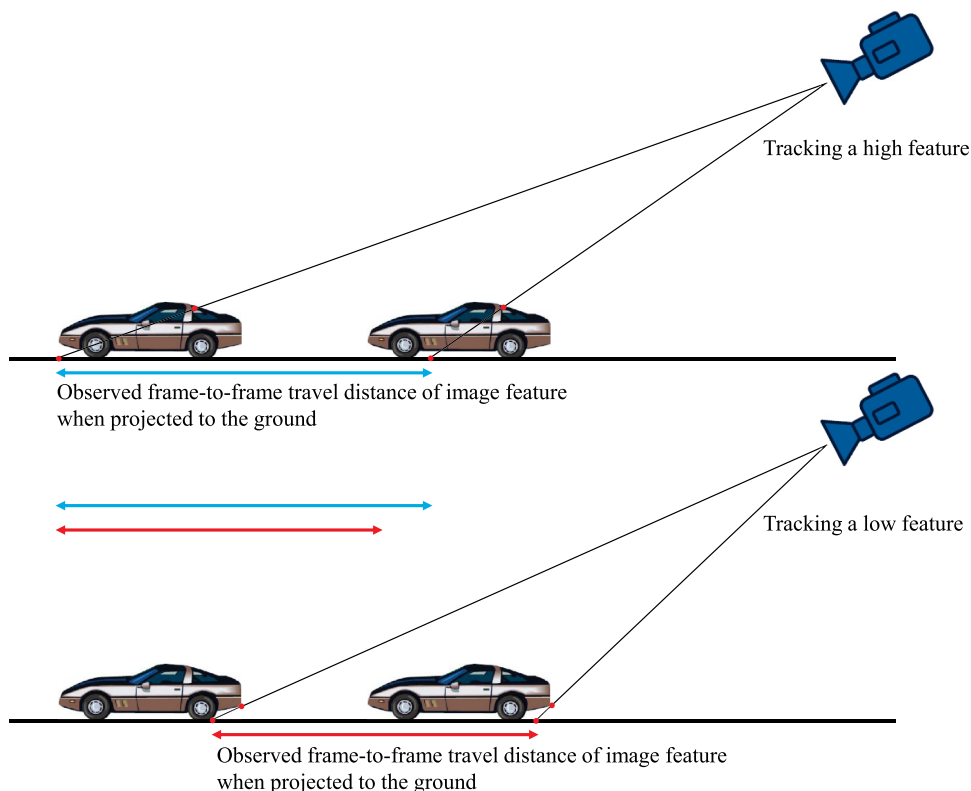 Tracking a high feature
Observed frame-to-frame travel distance of image feature
when projected to the ground
Tracking a low feature
Observed frame-to-frame travel distance of image feature
when projected to the ground